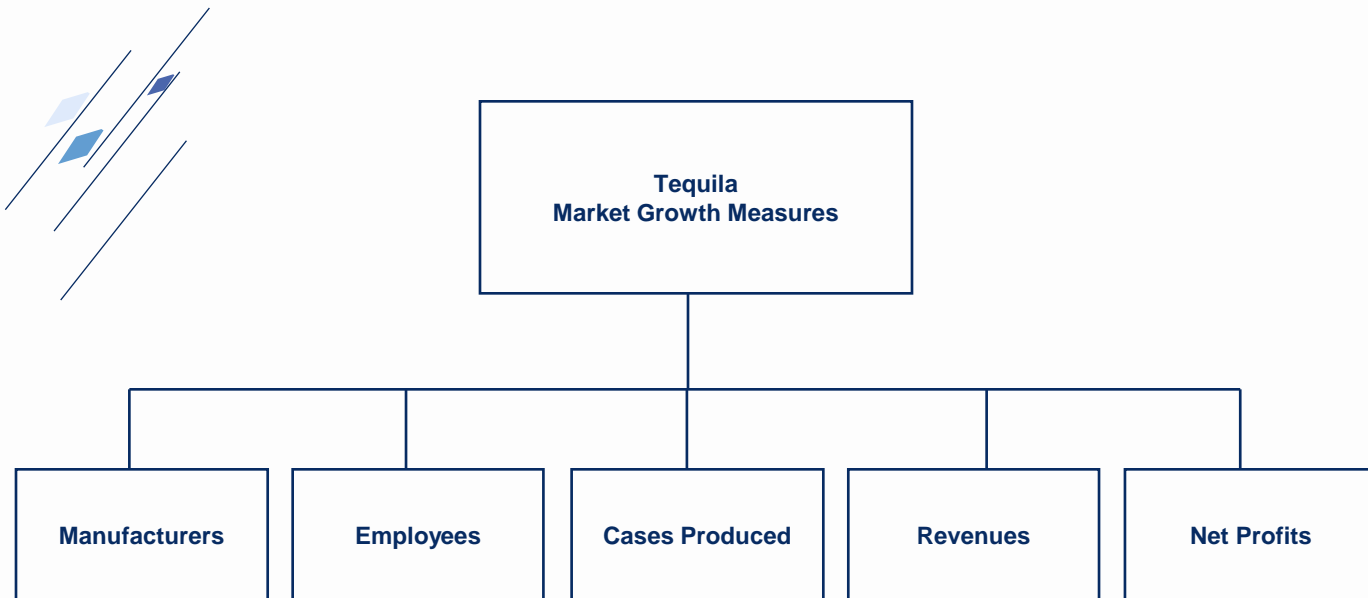 Tequila
Market Growth Measures
Manufacturers
Employees
Cases Produced
Revenues
Net Profits